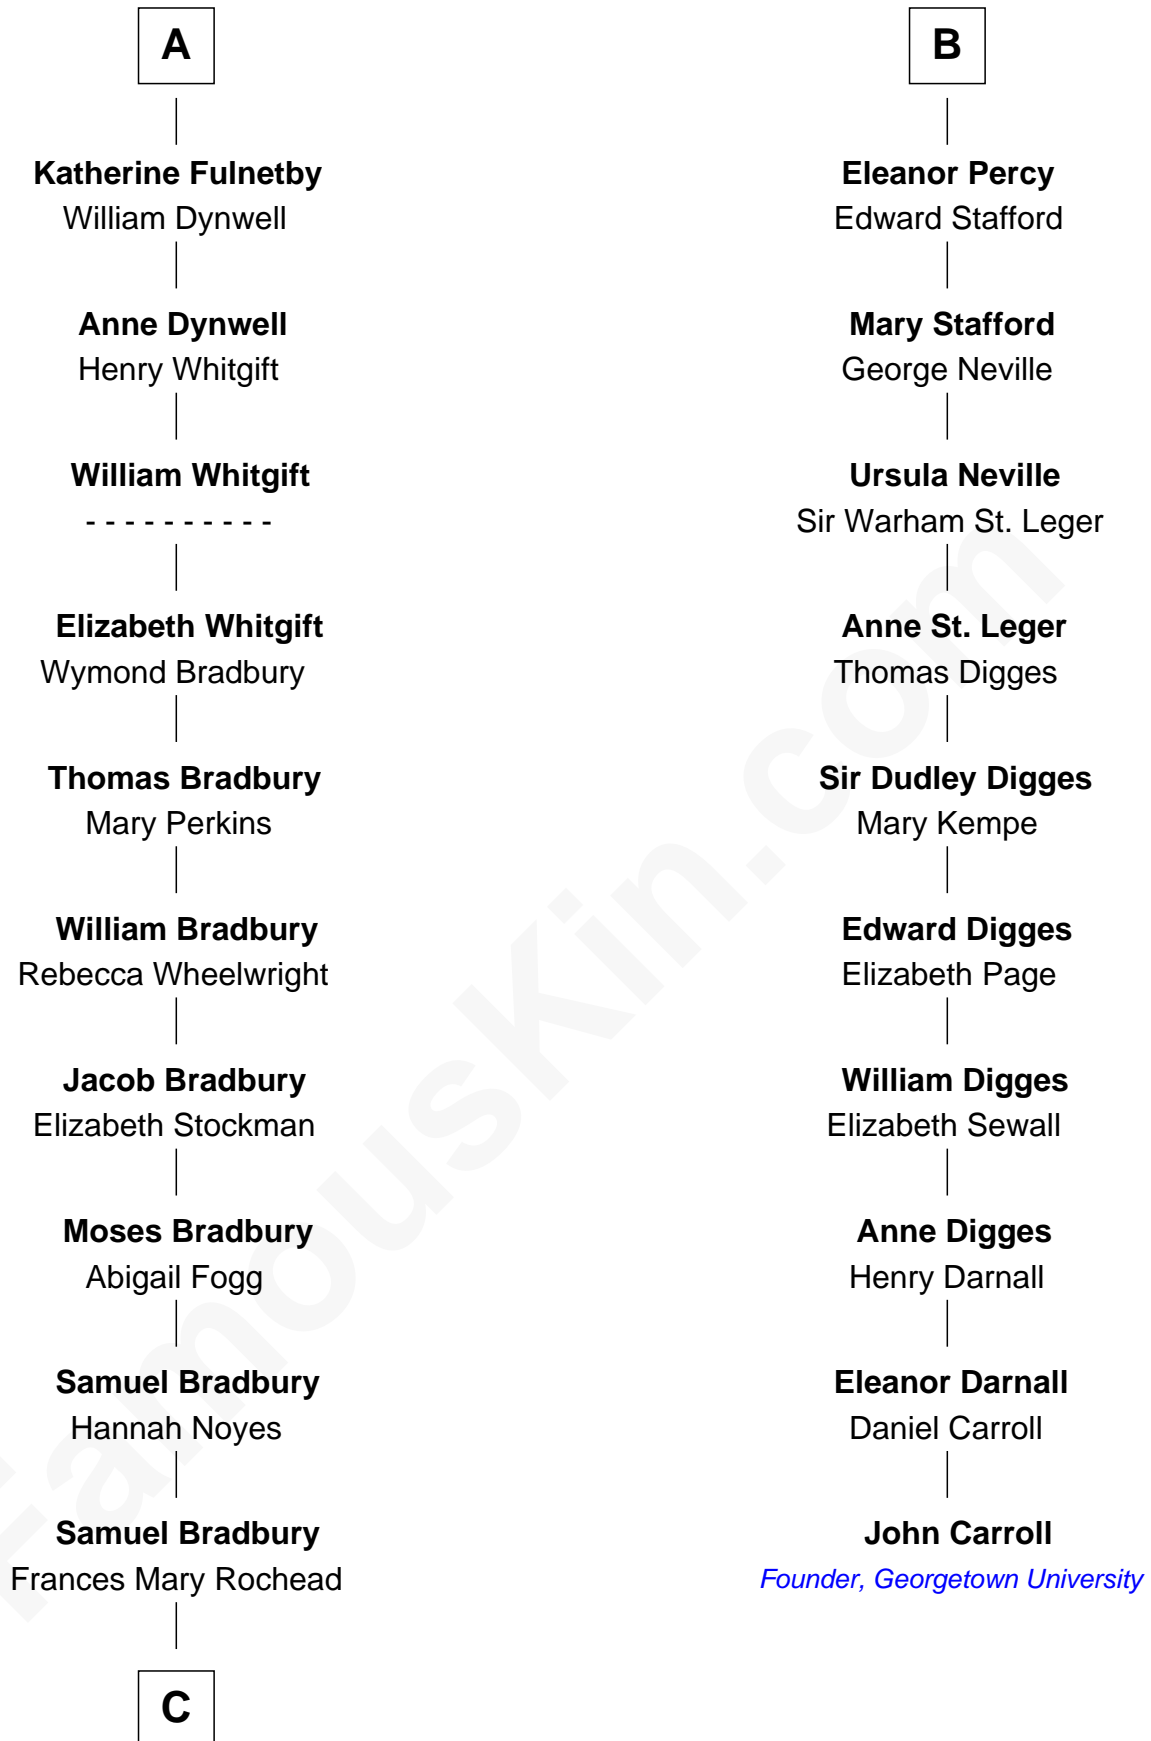 A
Katherine Fulnetby
William Dynwell
Anne Dynwell
Henry Whitgift
William Whitgift
- - - - - - - - - -
Elizabeth Whitgift
Wymond Bradbury
Thomas Bradbury
Mary Perkins
William Bradbury
Rebecca Wheelwright
Jacob Bradbury
Elizabeth Stockman
Moses Bradbury
Abigail Fogg
Samuel Bradbury
Hannah Noyes
Samuel Bradbury
Frances Mary Rochead
C
B
Eleanor Percy
Edward Stafford
Mary Stafford
George Neville
Ursula Neville
Sir Warham St. Leger
Anne St. Leger
Thomas Digges
Sir Dudley Digges
Mary Kempe
Edward Digges
Elizabeth Page
William Digges
Elizabeth Sewall
Anne Digges
Henry Darnall
Eleanor Darnall
Daniel Carroll
John Carroll
Founder, Georgetown University
FamousKin.com